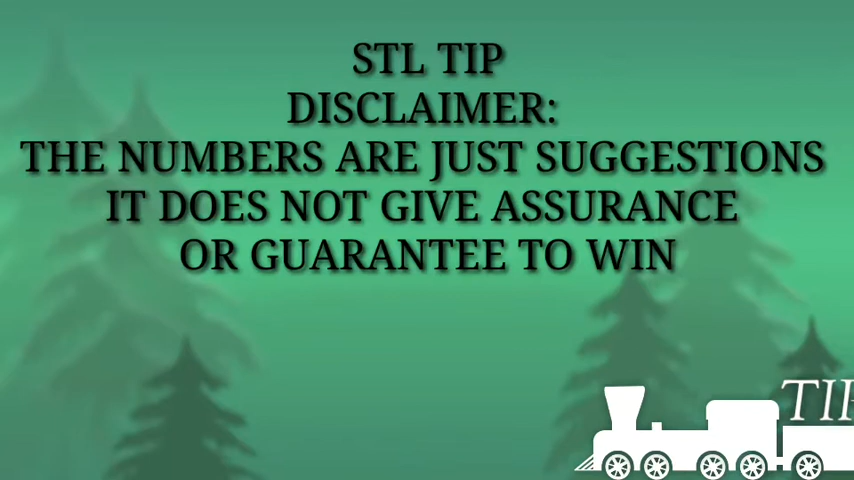 STL TIP
DISCLAIMER:
THE NUMBERS ARE JUST SUGGESTIONS
IT DOES NOT GIVE ASSURANCE
OR GUARANTEE TO WIN